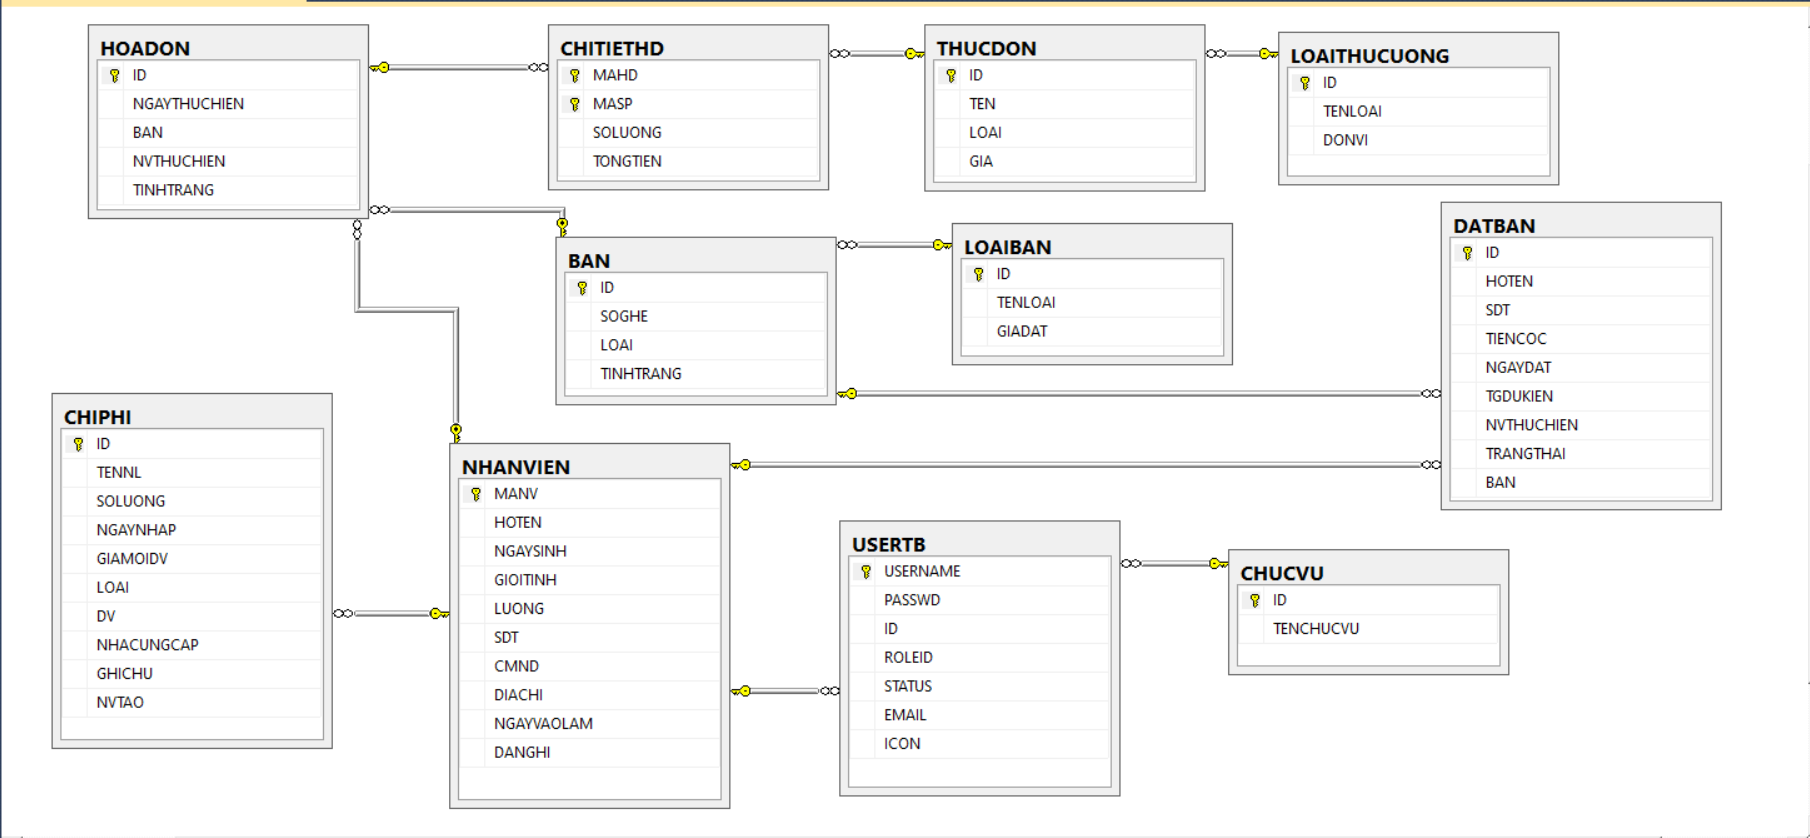 HOADON
ID
NGAYTHUCHIEN
BAN
NVTHUCHIEN
TINHTRANG
CHITIETHD
MAHD
MASP
SOLUONG
TONGTIEN
THUCDON
ID
TEN
LOAI
GIA
LOAITHUCUONG
ID
TENLOAI
DONVI
BAN
ID
SOGHE
LOAI
TINHTRANG
LOAIBAN
ID
TENLOAI
GIADAT
DATBAN
ID
HOTEN
SDT
TIENCOC
NGAYDAT
TGDUKIEN
NVTHUCHIEN
TRANGTHAI
BAN
CHIPHI
ID
TENNL
SOLUONG
NGAYNHAP
GIAMOIDV
LOAI
DV
NHACUNGCAP
GHICHU
NVTAO
NHANVIEN
MANV
HOTEN
NGAYSINH
GIOITINH
LUONG
SDT
CMND
DIACHI
NGAYVAOLAM
DANGHI
USERTB
USERNAME
PASSWD
ID
ROLEID
STATUS
EMAIL
ICON
CHUCVU
ID
TENCHUCVU